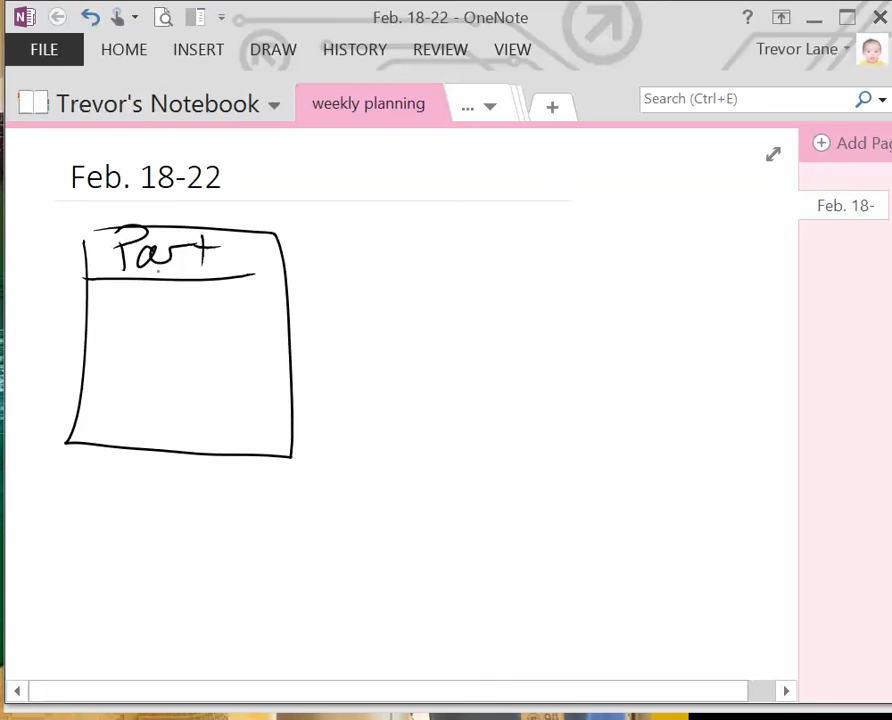 Feb. 18-22 - OneNote
?
FILE HOME INSERT DRAW HISTORY REVIEW VIEW
Trevor Lane
Trevor's Notebook
weekly planning
...
Search (Ctrl+E)
Feb. 18-22
Add Pag
Feb. 18-
Part